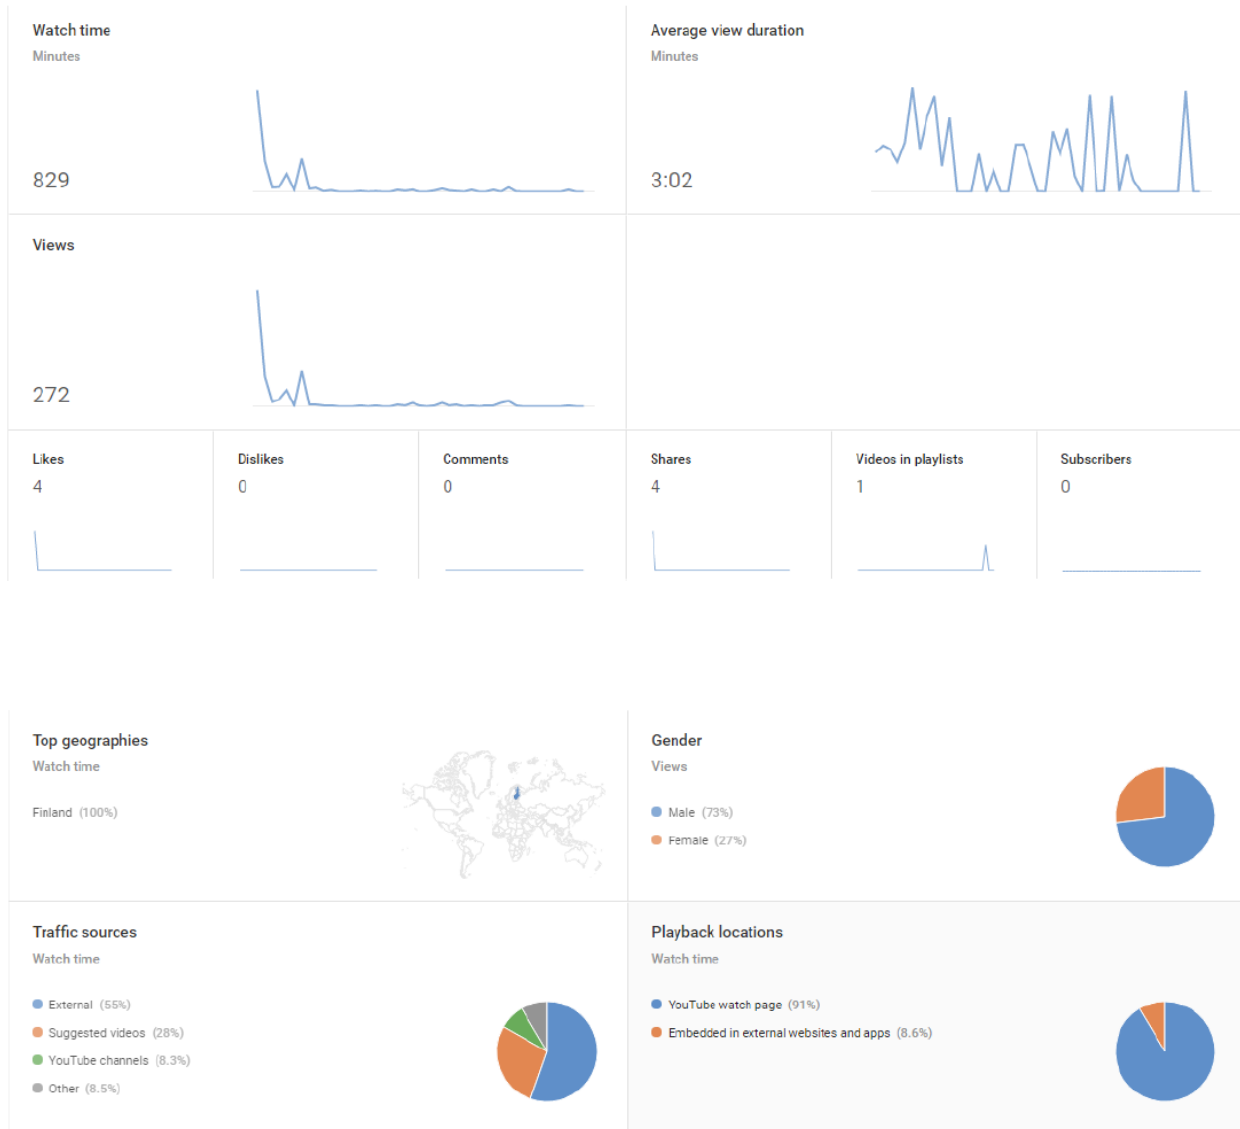 Watch time
Minutes
829
Average view duration
Minutes
3:02
Views
272
Likes
4
Dislikes
0
Comments
0
Shares
4
Videos in playlists
1
Subscribers
0
Top geographies
Watch time
Finland (100%)
Gender
Views
Male (73%)
Female (27%)
Traffic sources
Watch time
External (55%)
Suggested videos (28%)
YouTube channels (8.3%)
Other (8.5%)
Playback locations
Watch time
YouTube watch page (91%)
Embedded in external websites and apps (8.6%)